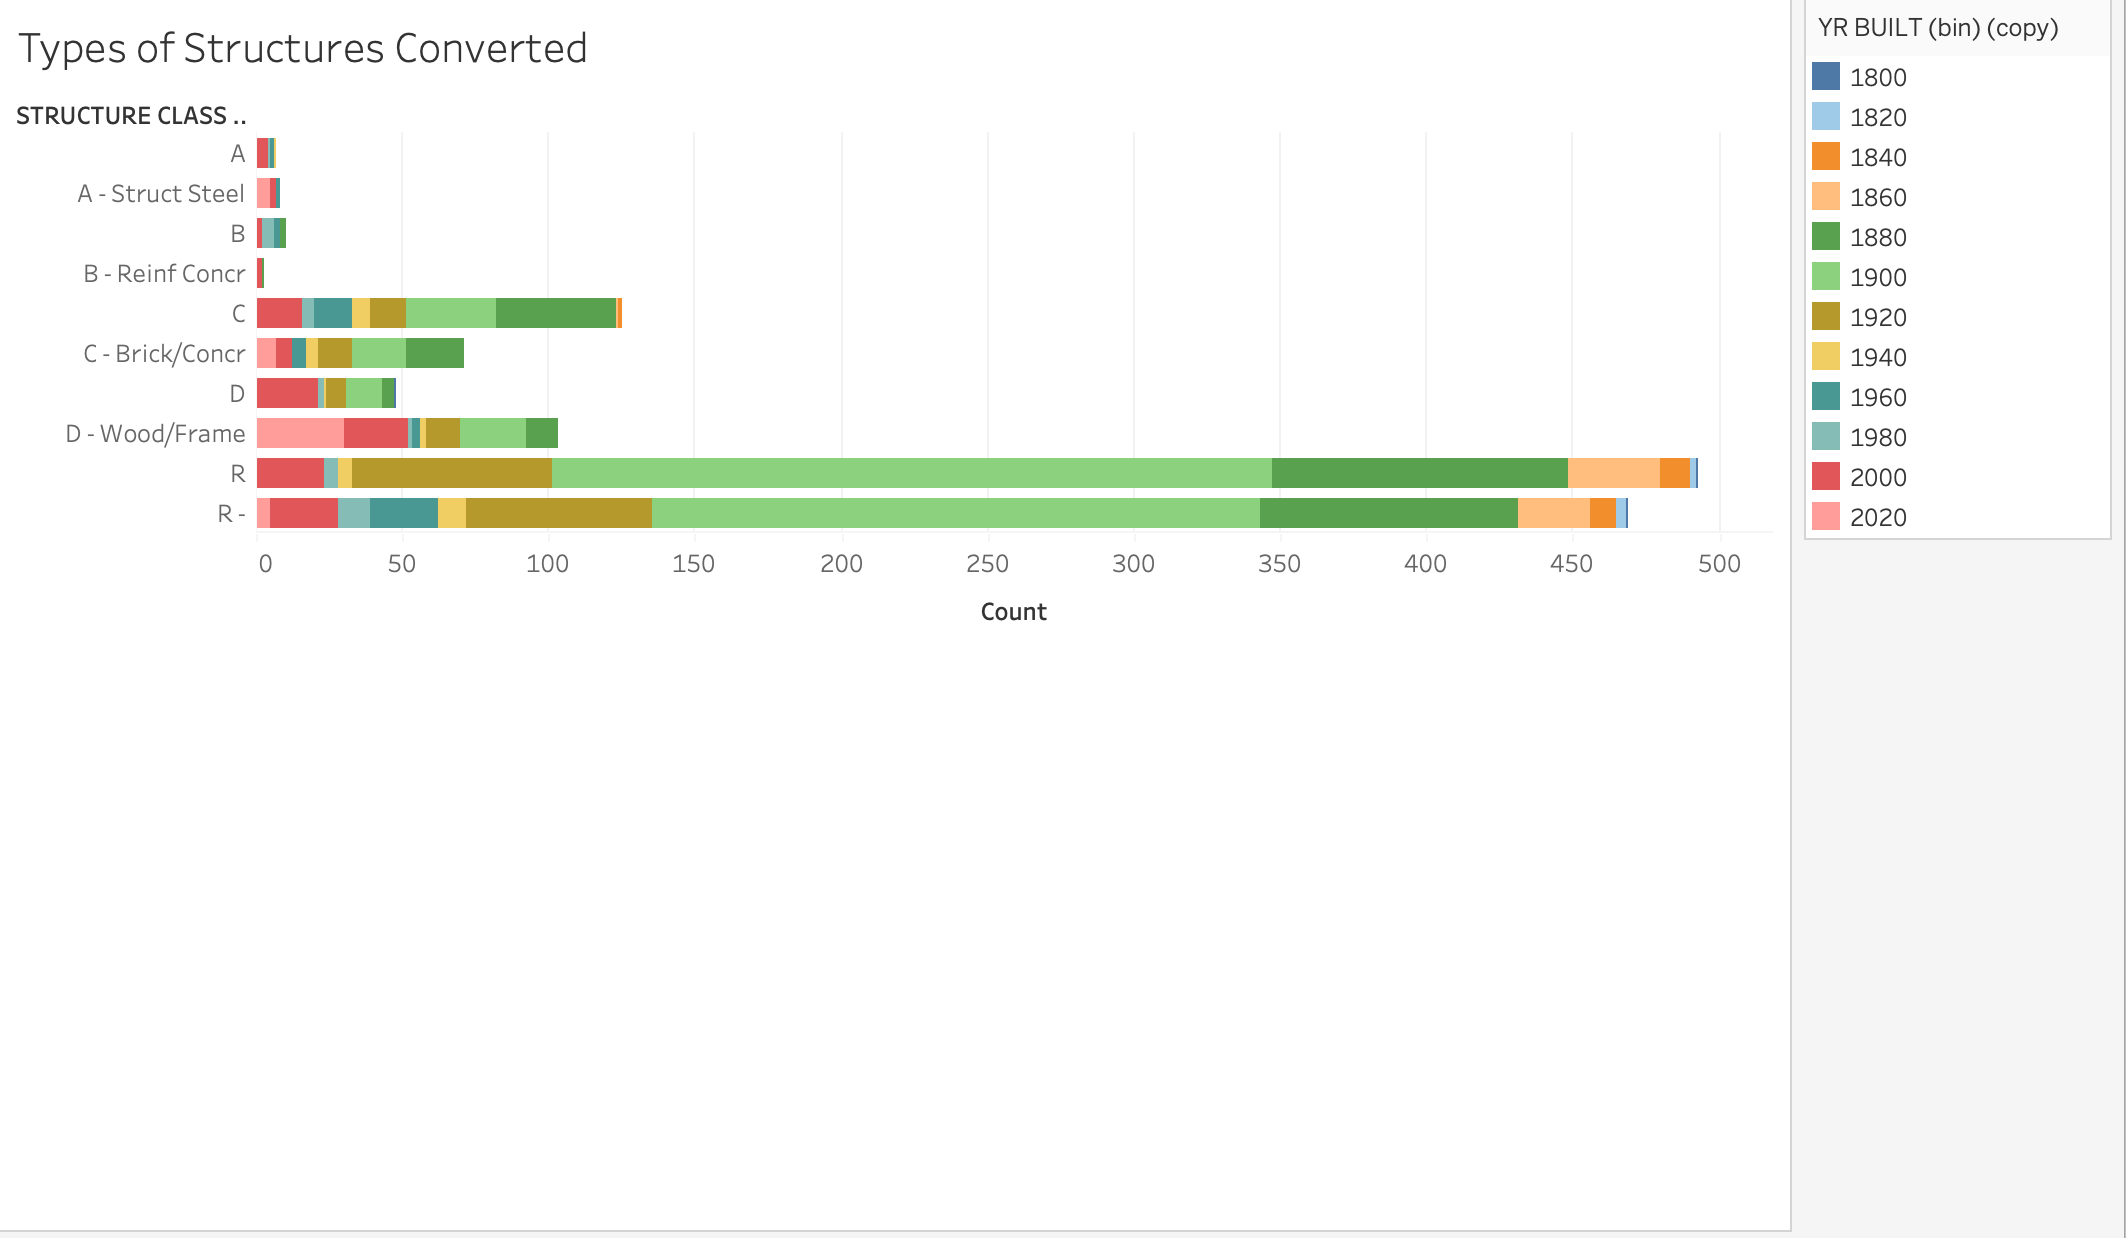 Types of Structures Converted
STRUCTURE CLASS ..
A
A - Struct Steel
B
B - Reinf Concr
C
C - Brick/Concr
D
D - Wood/Frame
R
R -
0 50 100 150 200 250 300 350 400 450 500
Count
YR BUILT (bin) (copy)
1800
1820
1840
1860
1880
1900
1920
1940
1960
1980
2000
2020